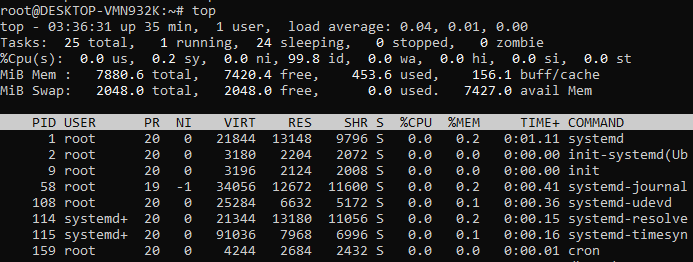 root@DESKTOP-VMN932K:~# top
top - 03:36:31 up 35 min,  1 user,  load average: 0.04, 0.01, 0.00
Tasks:  25 total,   1 running,  24 sleeping,   0 stopped,   0 zombie
%Cpu(s):  0.0 us,  0.2 sy,  0.0 ni, 99.8 id,  0.0 wa,  0.0 hi,  0.0 si,  0.0 st
MiB Mem :   7880.6 total,   7420.4 free,    453.6 used,    156.1 buff/cache
MiB Swap:   2048.0 total,   2048.0 free,      0.0 used.   7427.0 avail Mem
    PID USER      PR  NI    VIRT    RES    SHR S  %CPU  %MEM     TIME+ COMMAND
      1 root      20   0   21844  13148   9796 S   0.0   0.2   0:01.11 systemd
      2 root      20   0    3180   2204   2072 S   0.0   0.0   0:00.00 init-systemd(Ub
      9 root      20   0    3196   2124   2008 S   0.0   0.0   0:00.00 init
     58 root      19  -1   34056  12672  11600 S   0.0   0.2   0:00.41 systemd-journal
    108 root      20   0   25284   6632   5172 S   0.0   0.1   0:00.36 systemd-udevd
    114 systemd+  20   0   21344  13180  11056 S   0.0   0.2   0:00.15 systemd-resolve
    115 systemd+  20   0   91036   7968   6996 S   0.0   0.1   0:00.16 systemd-timesyn
    159 root      20   0    4244   2684   2432 S   0.0   0.0   0:00.01 cron